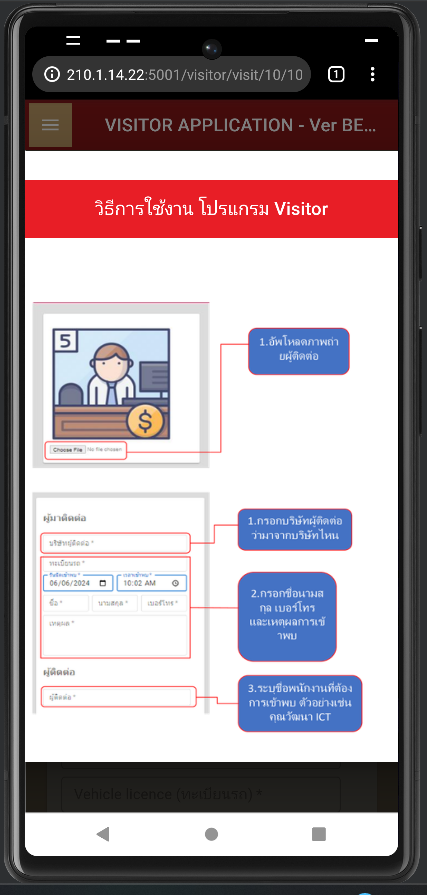 210.1.14.22:5001/visitor/visit/10/10
1
VISITOR APPLICATION - Ver BE...
วิธีการใช้งาน โปรแกรม Visitor
5
$
Choose File No file chosen
1.อัพโหลดภาพถ่า
ยผู้ติดต่อ
ผู้มาติดต่อ
บริษัทผู้ติดต่อ *
ทะเบียนรถ *
วันนัดเข้าพบ * เวลาเข้าพบ *
06/06/2024 10:02 AM
ชื่อ * นามสกุล * เบอร์โทร *
เหตุผล *
ผู้ติดต่อ
ผู้ติดต่อ *
1.กรอกบริษัทผู้ติดต่อ
ว่ามาจากบริษัทไหน
2.กรอกชื่อนามส
กุล เบอร์โทร
และเหตุผลการเข้
าพบ
3.ระบุชื่อพนักงานที่ต้อง
การเข้าพบ ตัวอย่างเช่น
คุณวัฒนา ICT
Vehicle licence (ทะเบียนรถ) *